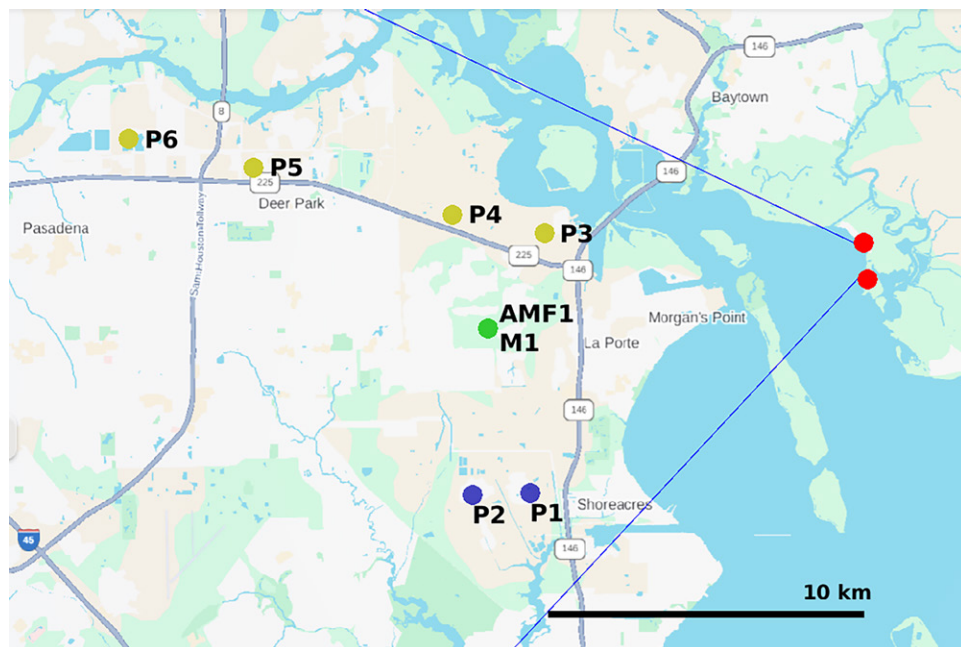 146
Baytown
8
P6
P5
225
Deer Park
146
Pasadena
P4
P3
225
146
Sam Houston Tollway
AMF1
M1
Morgan's Point
La Porte
146
P2
P1
Shoreacres
45
146
10 km